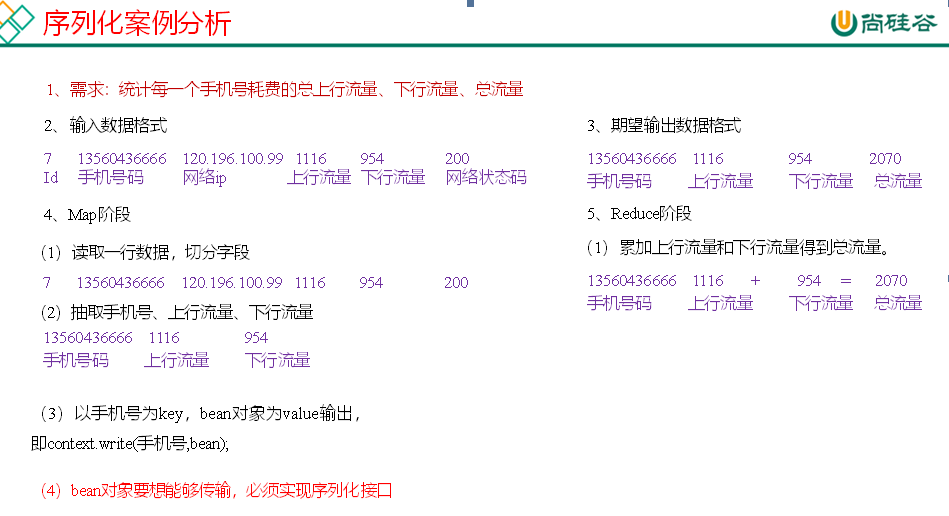 序列化案例分析
尚硅谷
1、需求：统计每一个手机号耗费的总上行流量、下行流量、总流量
2、输入数据格式
7 13560436666 120.196.100.99 1116 954 200
Id 手机号码 网络ip 上行流量 下行流量 网络状态码
3、期望输出数据格式
13560436666 1116 954 2070
手机号码 上行流量 下行流量 总流量
4、Map阶段
（1）读取一行数据，切分字段
7 13560436666 120.196.100.99 1116 954 200
（2）抽取手机号、上行流量、下行流量
13560436666 1116 954
手机号码 上行流量 下行流量
（3）以手机号为key，bean对象为value输出，
即context.write(手机号,bean);
（4）bean对象要想能够传输，必须实现序列化接口
5、Reduce阶段
（1）累加上行流量和下行流量得到总流量。
13560436666 1116 + 954 = 2070
手机号码 上行流量 下行流量 总流量